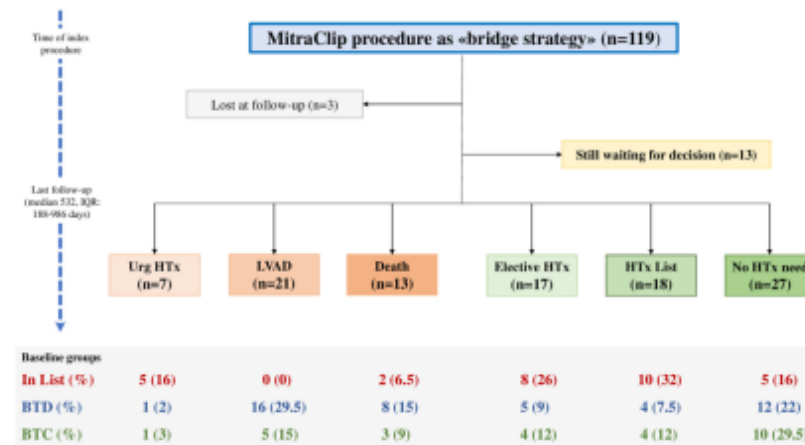 Time of index
procedure
MitraClip procedure as «bridge strategy» (n=119)
Lost at follow-up (n=3)
Still waiting for decision (n=13)
Last follow-up
(median 532, IQR:
188-986 days)
Urg HTx
(n=7)
LVAD
(n=21)
Death
(n=13)
Elective HTx
(n=17)
HTx List
(n=18)
No HTx need
(n=27)
Baseline groups
In List (%) 5 (16) 0 (0) 2 (6.5) 8 (26) 10 (32) 5 (16)
BTD (%) 1 (2) 16 (29.5) 8 (15) 5 (9) 4 (7.5) 12 (22)
BTC (%) 1 (3) 5 (15) 3 (9) 4 (12) 4 (12) 10 (29.5)